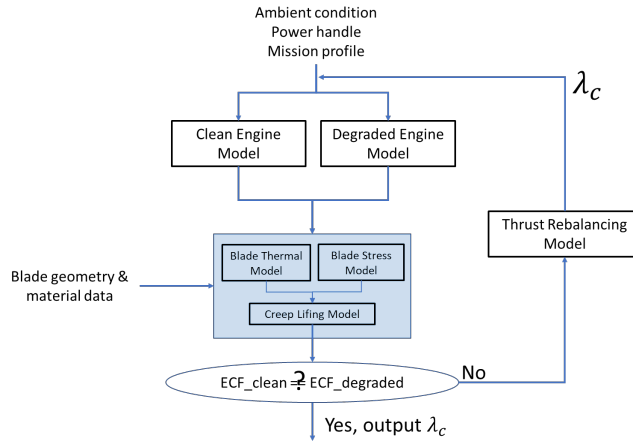 Ambient condition
Power handle
Mission profile
λc
Clean Engine
Model
Degraded Engine
Model
Thrust Rebalancing
Model
Blade Thermal
Model
Blade Stress
Model
Blade geometry &
material data
Creep Lifing Model
ECF_clean =? ECF_degraded
No
Yes, output λc